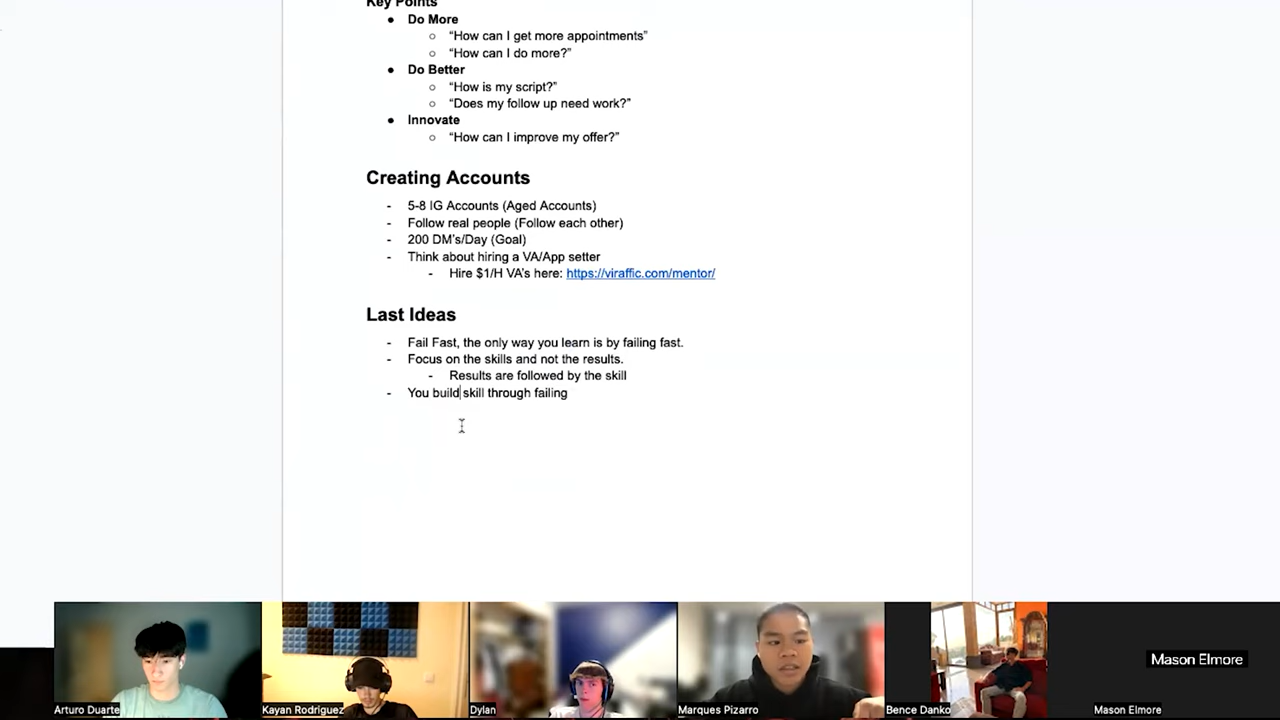 Key Points
● Do More
○ “How can I get more appointments”
○ “How can I do more?”
● Do Better
○ “How is my script?”
○ “Does my follow up need work?”
● Innovate
○ “How can I improve my offer?”
Creating Accounts
- 5-8 IG Accounts (Aged Accounts)
- Follow real people (Follow each other)
- 200 DM's/Day (Goal)
- Think about hiring a VA/App setter
- Hire $1/H VA's here: https://viraffic.com/mentor/
Last Ideas
- Fail Fast, the only way you learn is by failing fast.
- Focus on the skills and not the results.
- Results are followed by the skill
- You build skill through failing
Mason Elmore
Arturo Duarte
Kayan Rodriguez
Dylan
Marques Pizarro
Bence Danko
Mason Elmore